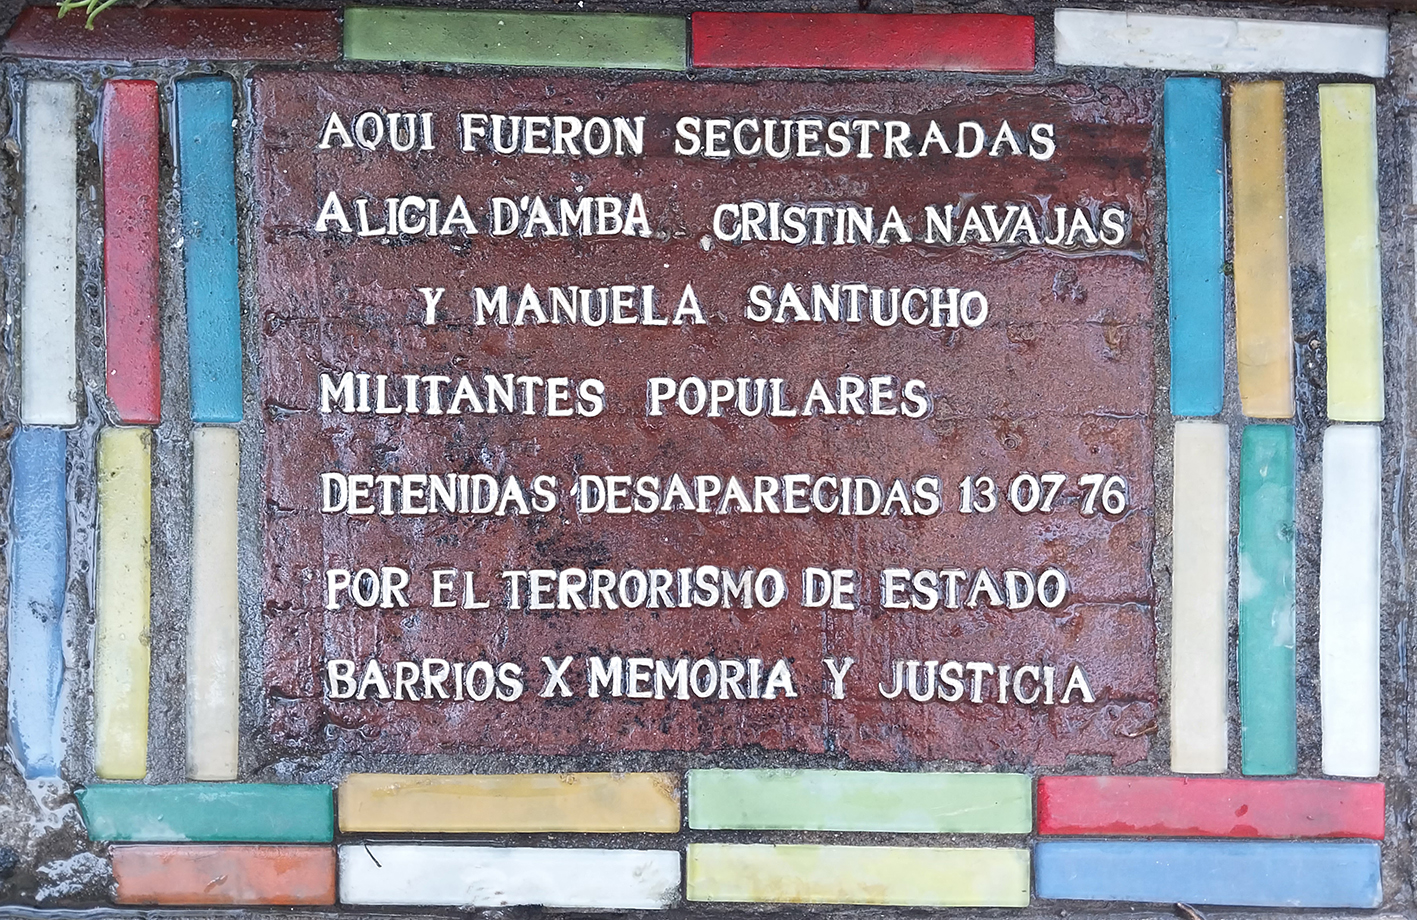 AQUI FUERON SECUESTRADAS
ALICIA D'AMBA CRISTINA NAVAJAS
Y MANUELA SANTUCHO
MILITANTES POPULARES
DETENIDAS DESAPARECIDAS 13 07-76
POR EL TERRORISMO DE ESTADO
BARRIOS X MEMORIA Y JUSTICIA